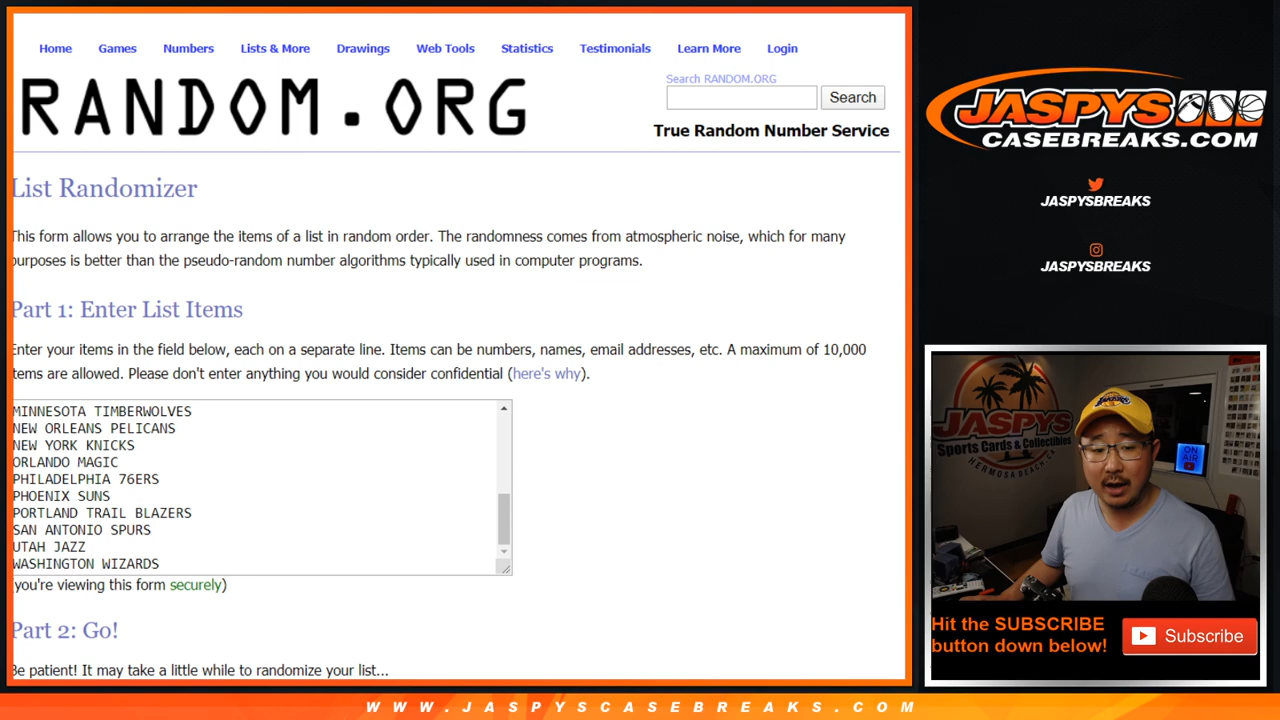 Home Games Numbers Lists & More Drawings Web Tools Statistics Testimonials Learn More Login
RANDOM.ORG
Search RANDOM.ORG
Search
True Random Number Service
List Randomizer
This form allows you to arrange the items of a list in random order. The randomness comes from atmospheric noise, which for many
purposes is better than the pseudo-random number algorithms typically used in computer programs.
Part 1: Enter List Items
Enter your items in the field below, each on a separate line. Items can be numbers, names, email addresses, etc. A maximum of 10,000
items are allowed. Please don't enter anything you would consider confidential (here's why).
MINNESOTA TIMBERWOLVES
NEW ORLEANS PELICANS
NEW YORK KNICKS
ORLANDO MAGIC
PHILADELPHIA 76ERS
PHOENIX SUNS
PORTLAND TRAIL BLAZERS
SAN ANTONIO SPURS
UTAH JAZZ
WASHINGTON WIZARDS
(you're viewing this form securely)
Part 2: Go!
Be patient! It may take a little while to randomize your list...
JASPYS
CASEBREAKS.COM
JASPYSBREAKS
JASPYSBREAKS
JASPYS
Sports Cards & Collectibles
HERMOSA BEACH, CA
ON
AIR
Hit the SUBSCRIBE
button down below!
Subscribe
WWW.JASPYSCASEBREAKS.COM